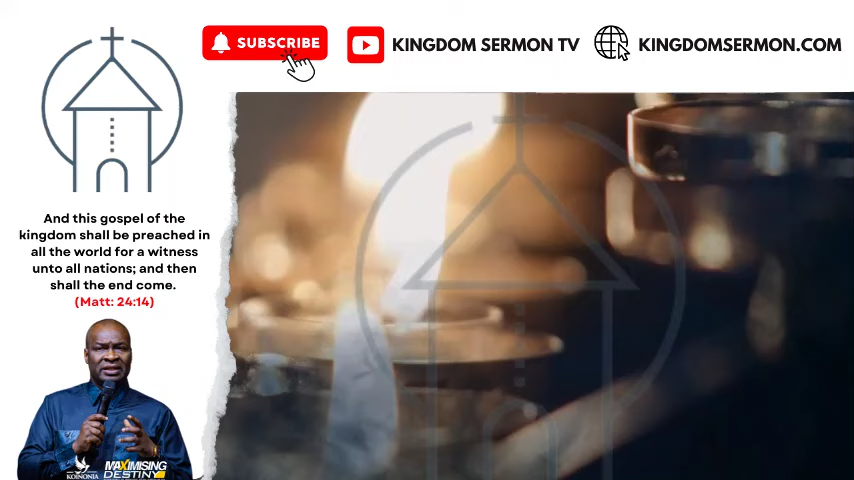 SUBSCRIBE
KINGDOM SERMON TV
KINGDOMSERMON.COM
And this gospel of the
kingdom shall be preached in
all the world for a witness
unto all nations; and then
shall the end come.
(Matt: 24:14)
KOINONIA
MAXIMISING
DESTINY